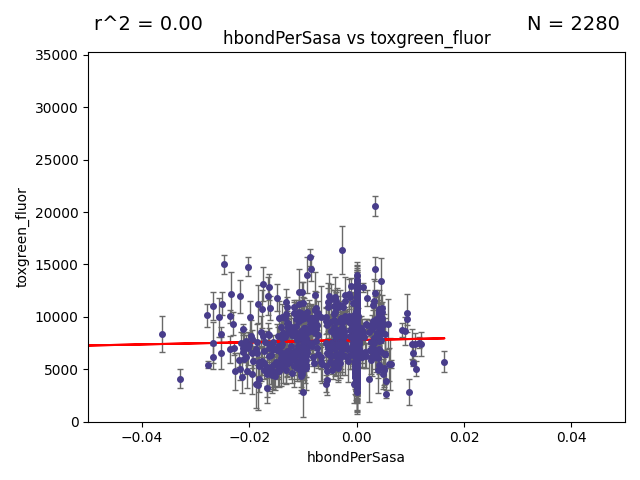 r^2 = 0.00
N = 2280
hbondPerSasa vs toxgreen_fluor
35000
30000
25000
20000
15000
10000
5000
0
toxgreen_fluor
−0.04
−0.02
0.00
0.02
0.04
hbondPerSasa